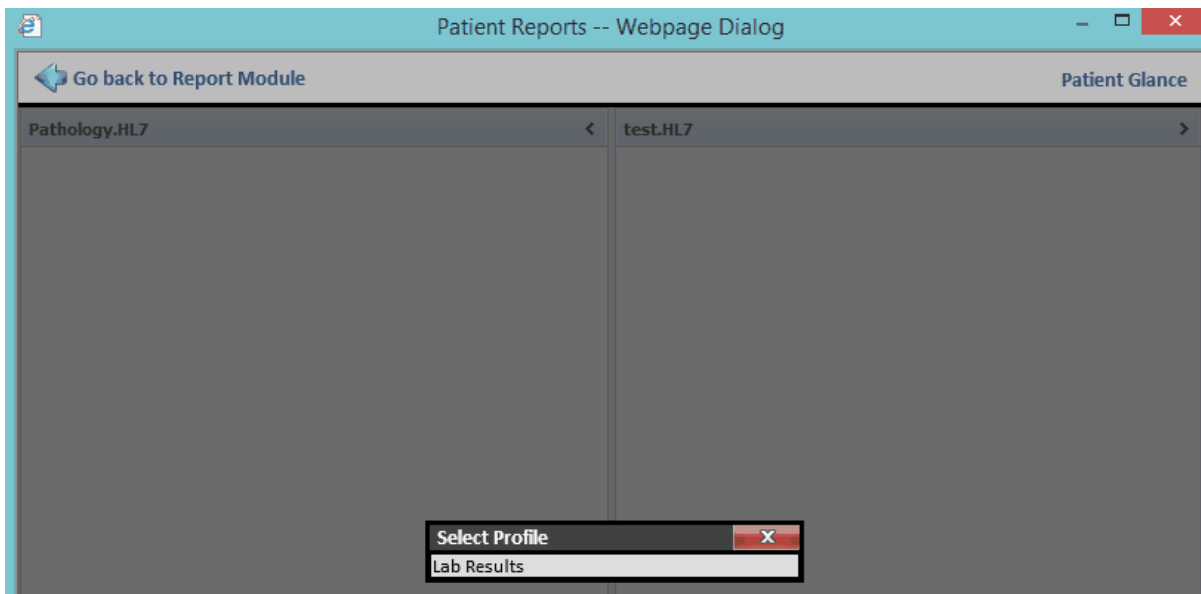 Patient Reports -- Webpage Dialog
Go back to Report Module
Patient Glance
Pathology.HL7
test.HL7
Select Profile
Lab Results